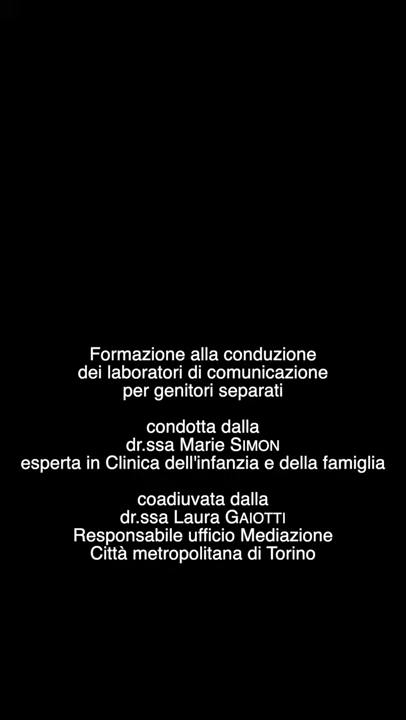 Formazione alla conduzione
dei laboratori di comunicazione
per genitori separati
condotta dalla
dr.ssa Marie SIMON
esperta in Clinica dell'infanzia e della famiglia
coadiuvata dalla
dr.ssa Laura GAIOTTI
Responsabile ufficio Mediazione
Città metropolitana di Torino